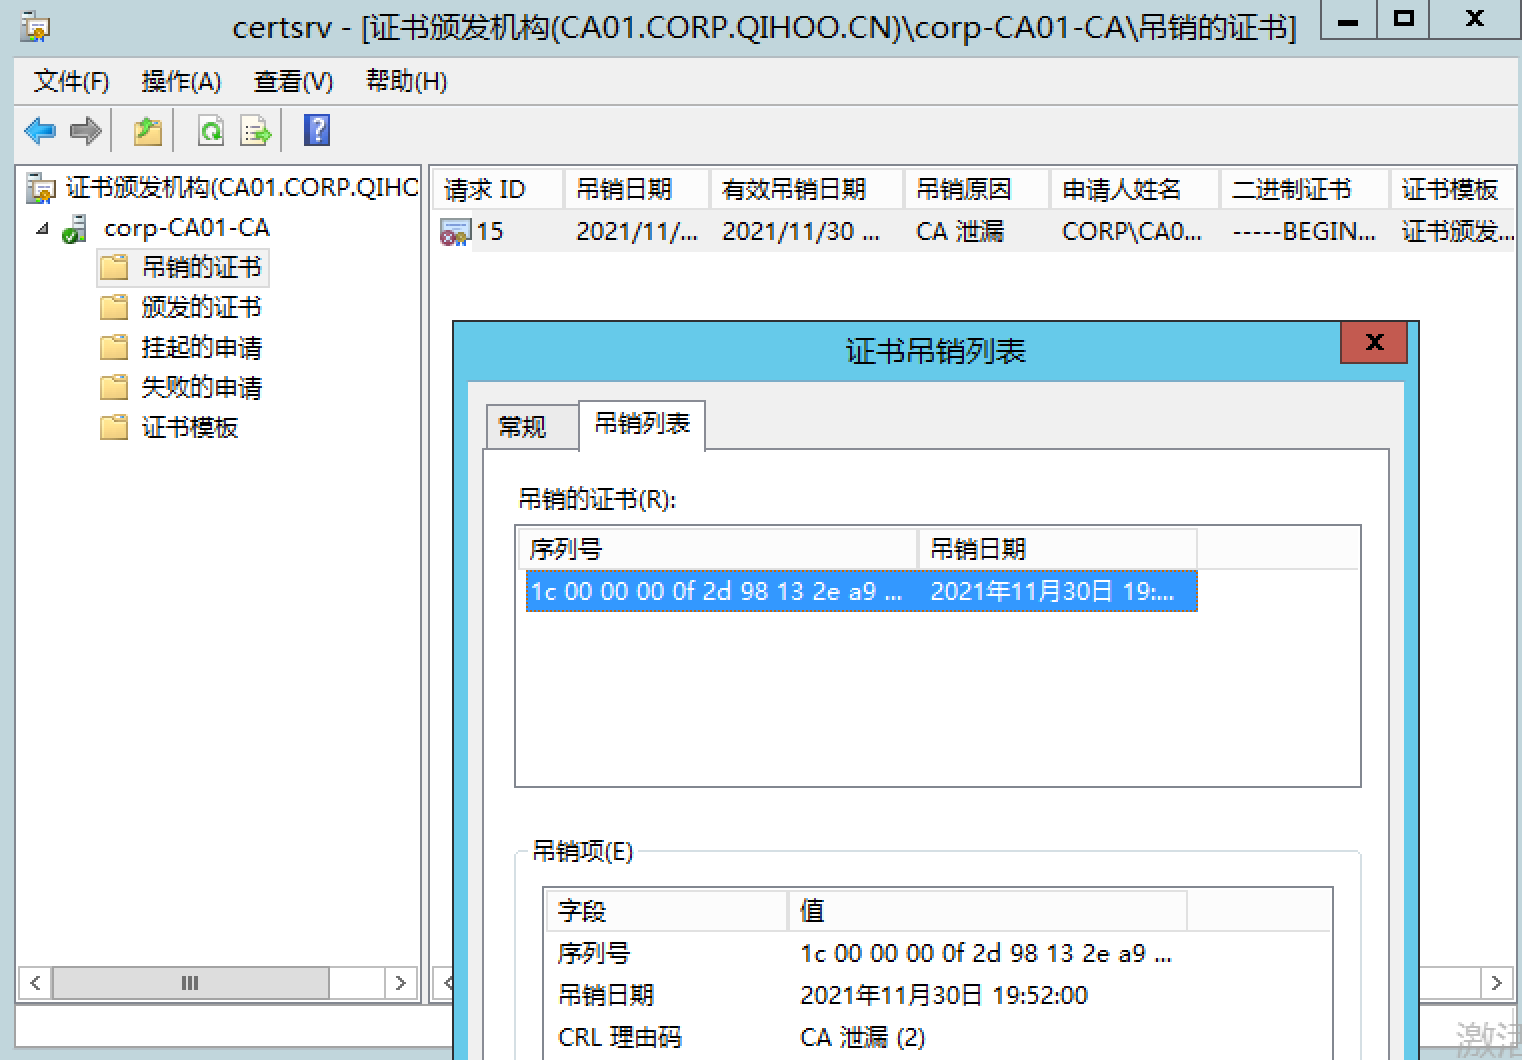 certsrv - [证书颁发机构(CA01.CORP.QIHOO.CN)\corp-CA01-CA\吊销的证书]
文件(F) 操作(A) 查看(V) 帮助(H)
证书颁发机构(CA01.CORP.QIHO
corp-CA01-CA
吊销的证书
颁发的证书
挂起的申请
失败的申请
证书模板
请求 ID 吊销日期 有效吊销日期 吊销原因 申请人姓名 二进制证书 证书模板
15 2021/11/... 2021/11/30 ... CA 泄漏 CORP\CA0... -----BEGIN... 证书颁发...
证书吊销列表
常规 吊销列表
吊销的证书(R):
序列号 吊销日期
1c 00 00 00 0f 2d 98 13 2e a9 ... 2021年11月30日 19:...
吊销项(E)
字段 值
序列号 1c 00 00 00 0f 2d 98 13 2e a9 ...
吊销日期 2021年11月30日 19:52:00
CRL 理由码 CA 泄漏 (2)
激活